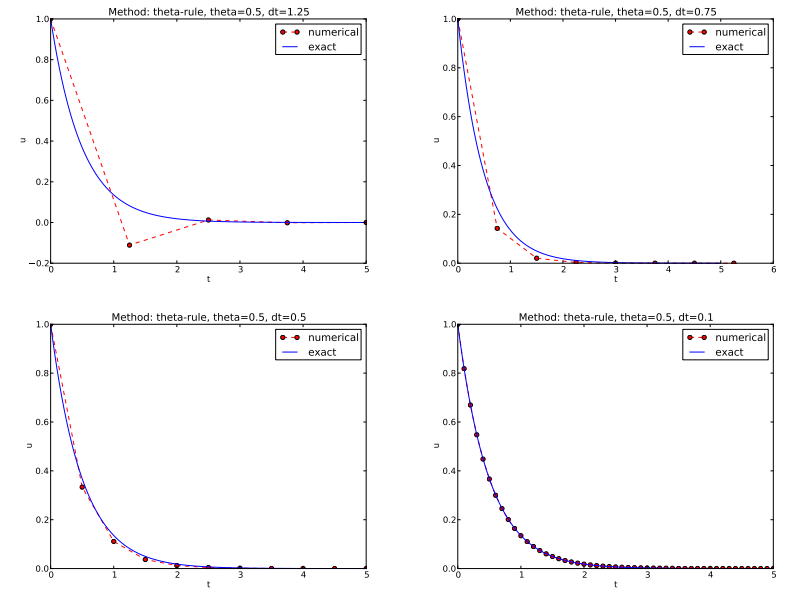 Method: theta-rule, theta=0.5, dt=1.25
1.0
0.8
0.6
0.4
0.2
0.0
−0.2
u
numerical
exact
0 1 2 3 4 5
t
Method: theta-rule, theta=0.5, dt=0.75
1.0
0.8
0.6
0.4
0.2
0.0
u
numerical
exact
0 1 2 3 4 5 6
t
Method: theta-rule, theta=0.5, dt=0.5
1.0
0.8
0.6
0.4
0.2
0.0
u
numerical
exact
0 1 2 3 4 5
t
Method: theta-rule, theta=0.5, dt=0.1
1.0
0.8
0.6
0.4
0.2
0.0
u
numerical
exact
0 1 2 3 4 5
t